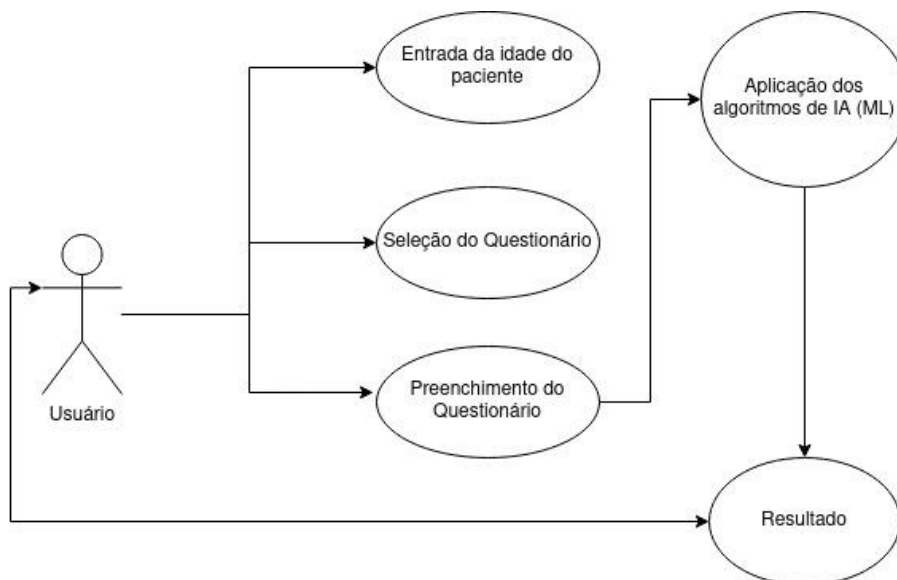 Entrada da idade do
paciente
Aplicação dos
algoritmos de IA (ML)
Seleção do Questionário
Preenchimento do
Questionário
Usuário
Resultado